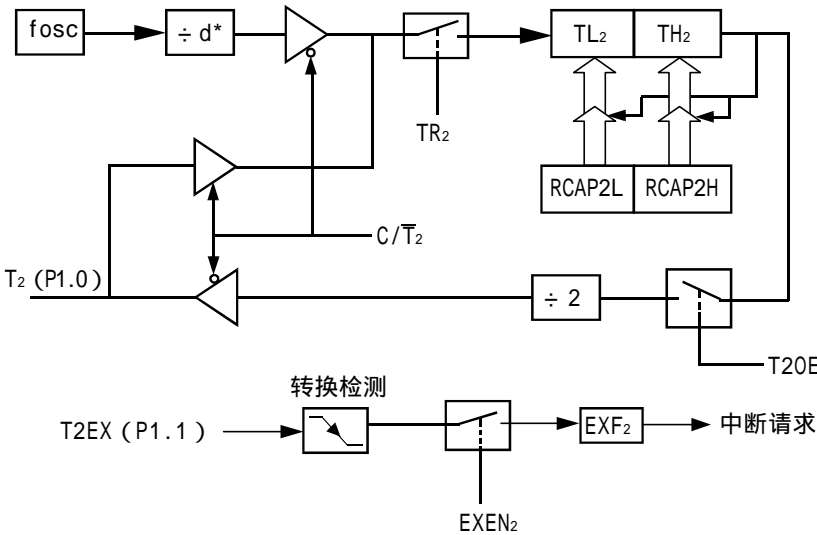 fosc
÷ d*
TL₂
TH₂
TR₂
RCAP2L
RCAP2H
C/T̅₂
T₂ (P1.0)
÷ 2
T2OE
转换检测
T2EX (P1.1)
EXF₂
中断请求
EXEN₂